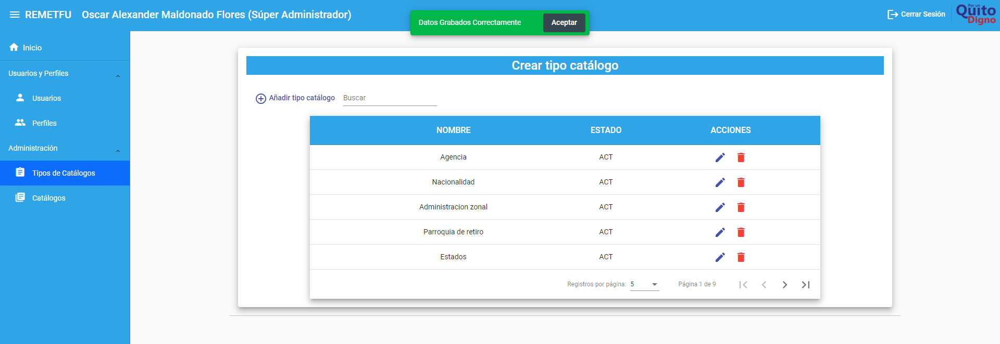 REMETFU Oscar Alexander Maldonado Flores (Súper Administrador)
Datos Grabados Correctamente Aceptar
Cerrar Sesión
Por un
Quito
Digno
Inicio
Usuarios y Perfiles
Usuarios
Perfiles
Administración
Tipos de Catálogos
Catálogos
Crear tipo catálogo
Añadir tipo catálogo Buscar
NOMBRE ESTADO ACCIONES
Agencia ACT
Nacionalidad ACT
Administracion zonal ACT
Parroquia de retiro ACT
Estados ACT
Registros por página: 5 Página 1 de 9